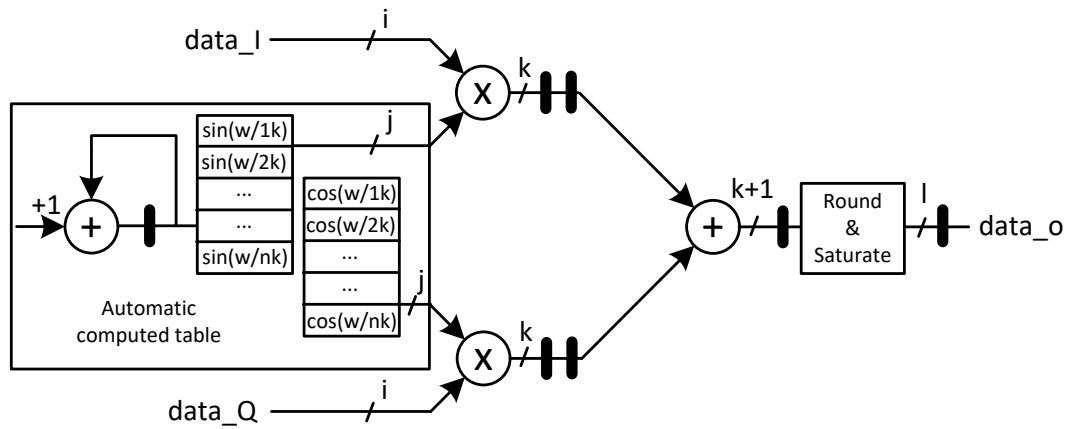 data_I
i
X
k
+1
+
sin(w/1k)
sin(w/2k)
...
...
sin(w/nk)
j
cos(w/1k)
cos(w/2k)
...
...
cos(w/nk)
j
Automatic
computed table
data_Q
i
X
k
+
k+1
Round
&
Saturate
l
data_o